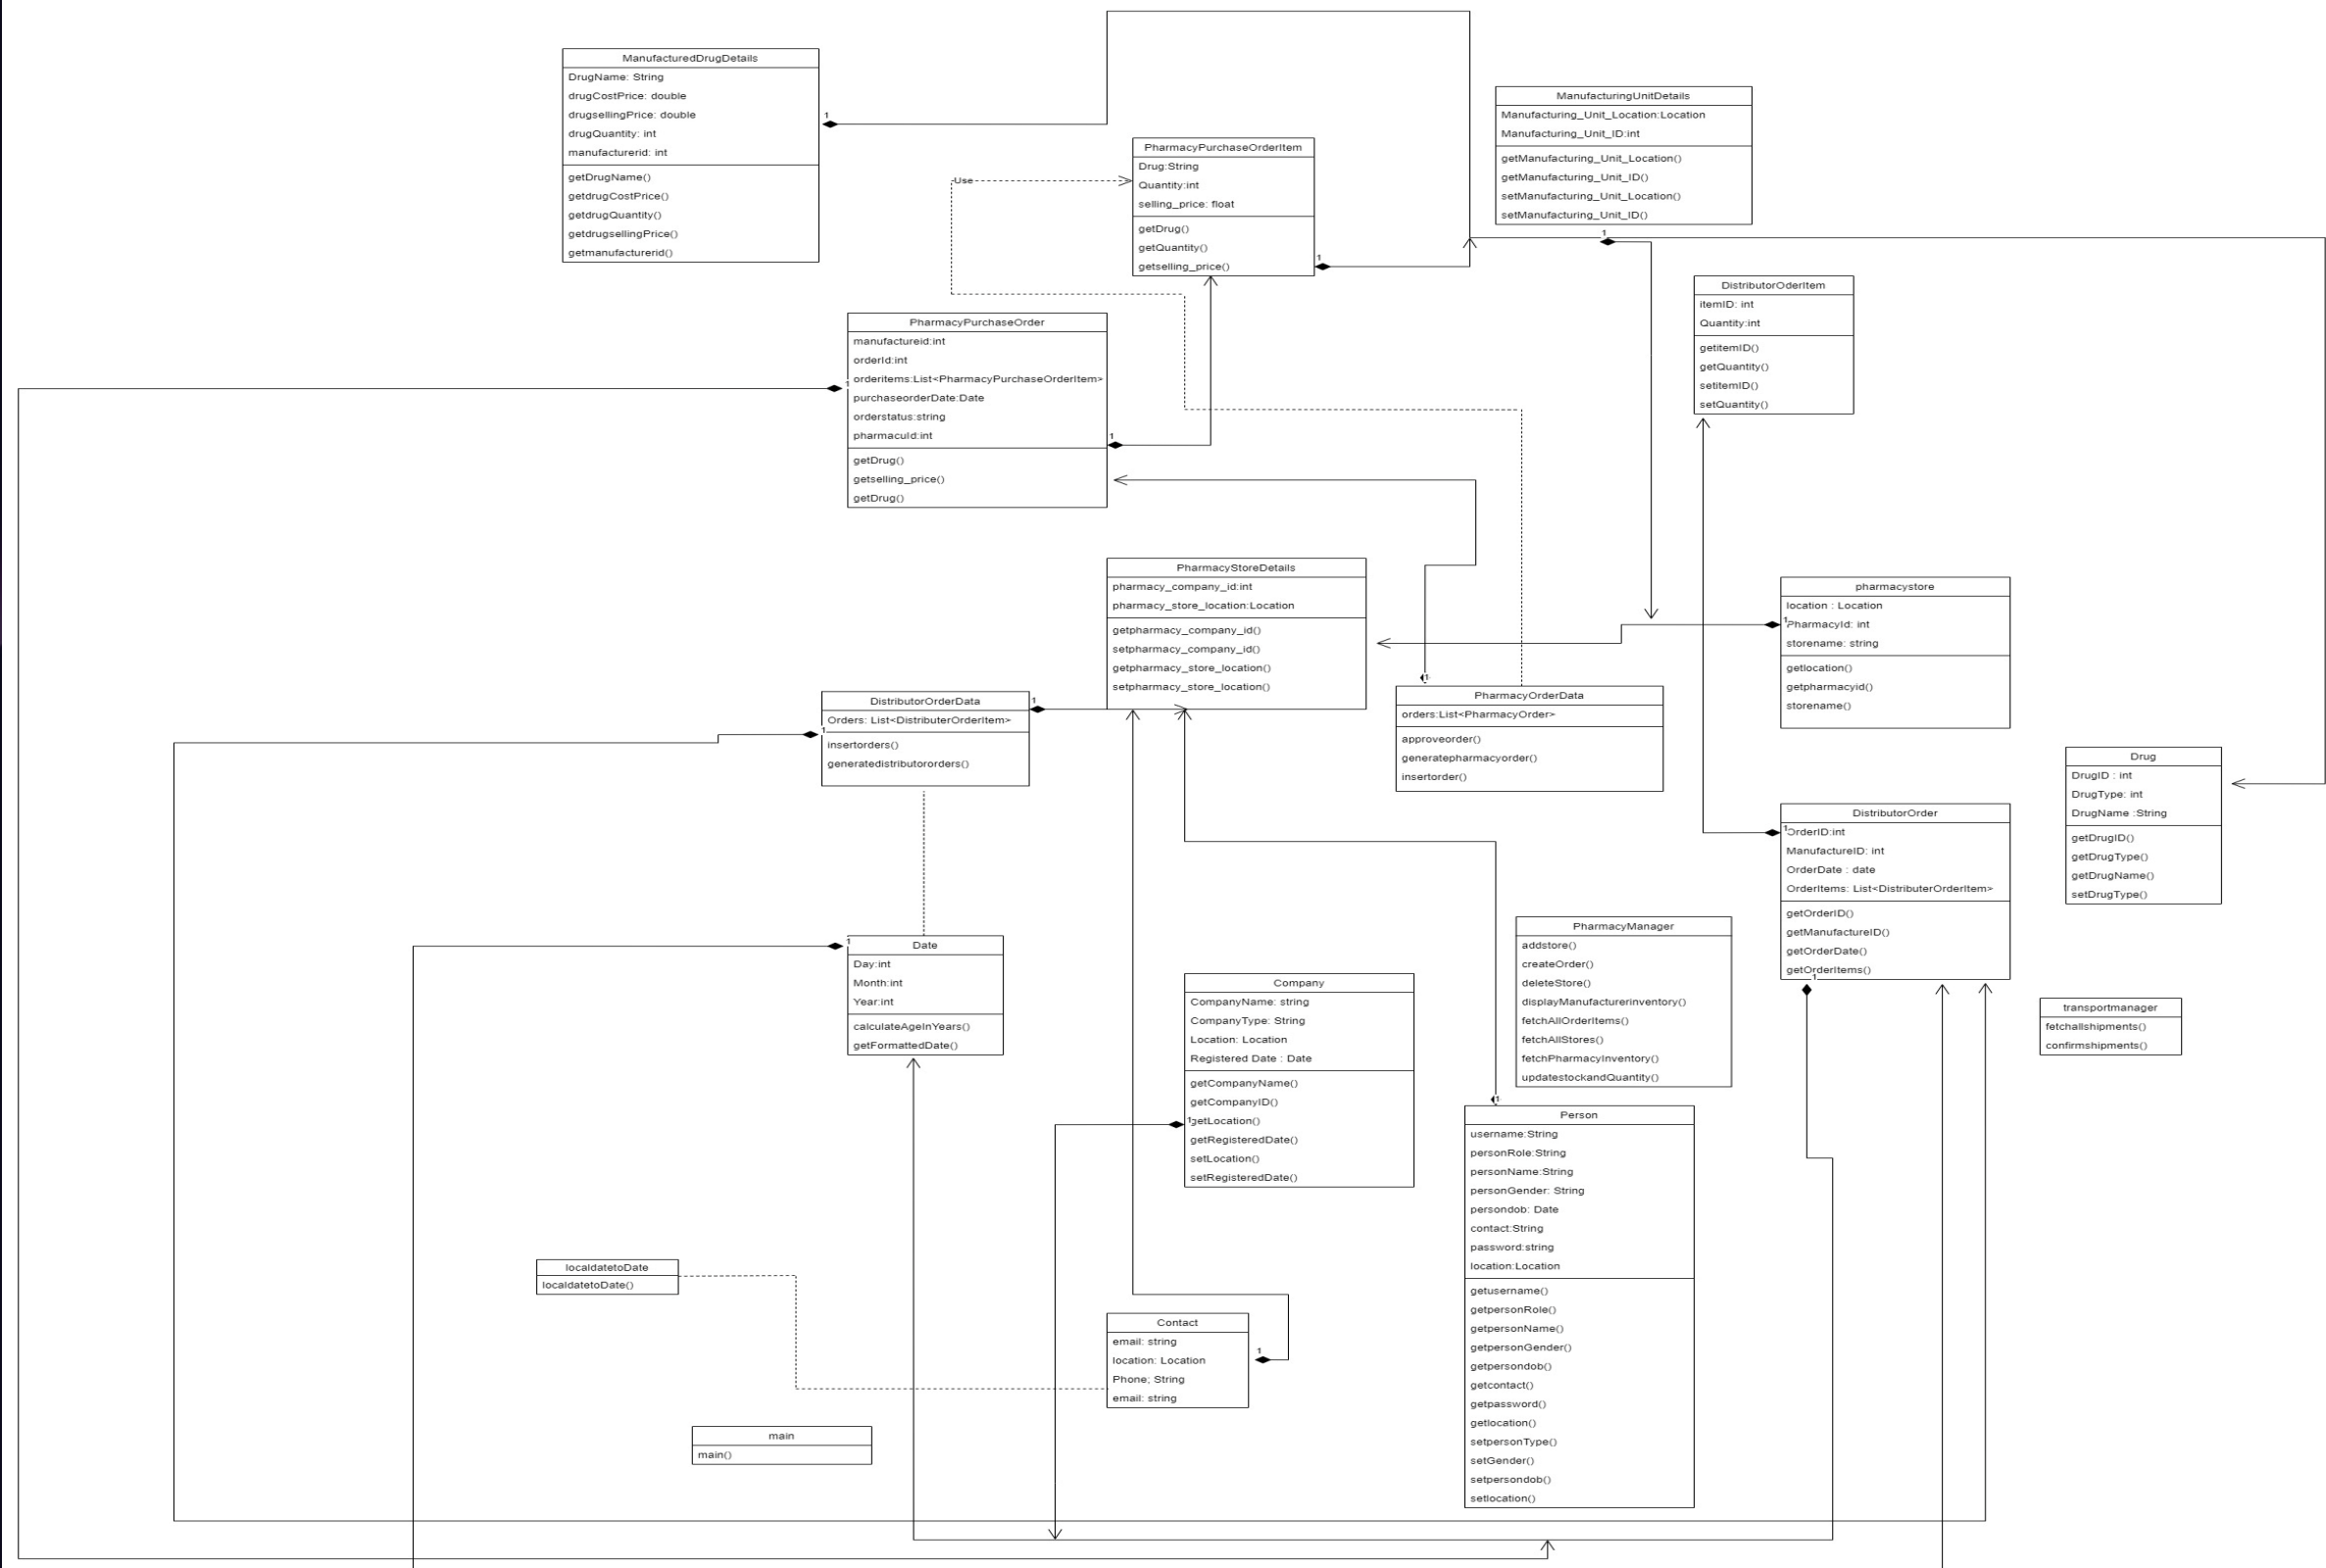 ManufacturedDrugDetails
DrugName: String
drugCostPrice: double
drugsellingPrice: double
drugQuantity: int
manufacturerid: int
getDrugName()
getdrugCostPrice()
getdrugQuantity()
getdrugsellingPrice()
getmanufacturerid()
1
ManufacturingUnitDetails
Manufacturing_Unit_Location:Location
Manufacturing_Unit_ID:int
getManufacturing_Unit_Location()
getManufacturing_Unit_ID()
setManufacturing_Unit_Location()
setManufacturing_Unit_ID()
1
PharmacyPurchaseOrderItem
Drug:String
Quantity:int
selling_price: float
getDrug()
getQuantity()
getselling_price()
1
Use
DistributorOderItem
itemID: int
Quantity:int
getitemID()
getQuantity()
setitemID()
setQuantity()
PharmacyPurchaseOrder
manufactureid:int
orderId:int
orderitems:List<PharmacyPurchaseOrderItem>
purchaseorderDate:Date
orderstatus:string
pharmacuId:int
getDrug()
getselling_price()
getDrug()
1
1
PharmacyStoreDetails
pharmacy_company_id:int
pharmacy_store_location:Location
getpharmacy_company_id()
setpharmacy_company_id()
getpharmacy_store_location()
setpharmacy_store_location()
pharmacystore
location : Location
PharmacyId: int
storename: string
getlocation()
getpharmacyid()
storename()
1
DistributorOrderData
Orders: List<DistributerOrderItem>
insertorders()
generatedistributororders()
1
1
PharmacyOrderData
orders:List<PharmacyOrder>
approveorder()
generatepharmacyorder()
insertorder()
1
Drug
DrugID : int
DrugType: int
DrugName :String
getDrugID()
getDrugType()
getDrugName()
setDrugType()
DistributorOrder
OrderID:int
ManufactureID: int
OrderDate : date
OrderItems: List<DistributerOrderItem>
getOrderID()
getManufactureID()
getOrderDate()
getOrderItems()
1
1
Date
Day:int
Month:int
Year:int
calculateAgeInYears()
getFormattedDate()
1
PharmacyManager
addstore()
createOrder()
deleteStore()
displayManufacturerinventory()
fetchAllOrderItems()
fetchAllStores()
fetchPharmacyInventory()
updatestockandQuantity()
Company
CompanyName: string
CompanyType: String
Location: Location
Registered Date : Date
getCompanyName()
getCompanyID()
getLocation()
getRegisteredDate()
setLocation()
setRegisteredDate()
1
transportmanager
fetchallshipments()
confirmshipments()
Person
username:String
personRole:String
personName:String
personGender: String
persondob: Date
contact:String
password:string
location:Location
getusername()
getpersonRole()
getpersonName()
getpersonGender()
getpersondob()
getcontact()
getpassword()
getlocation()
setpersonType()
setGender()
setpersondob()
setlocation()
1
localdatetoDate
localdatetoDate()
Contact
email: string
location: Location
Phone; String
email: string
1
main
main()